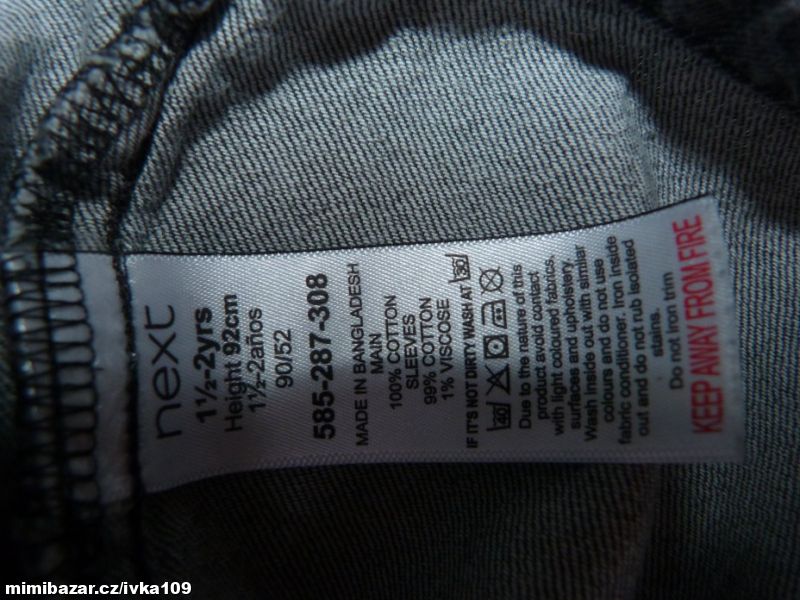 next
1½-2yrs
Height 92cm
1½-2años
90/52
585-287-308
MADE IN BANGLADESH
MAIN
100% COTTON
SLEEVES
99% COTTON
1% VISCOSE
IF IT'S NOT DIRTY WASH AT 30
40
Due to the nature of this
product avoid contact
with light coloured fabrics,
surfaces and upholstery.
Wash inside out with similar
colours and do not use
fabric conditioner. Iron inside
out and do not rub isolated
stains.
Do not iron trim
KEEP AWAY FROM FIRE
mimibazar.cz/ivka109